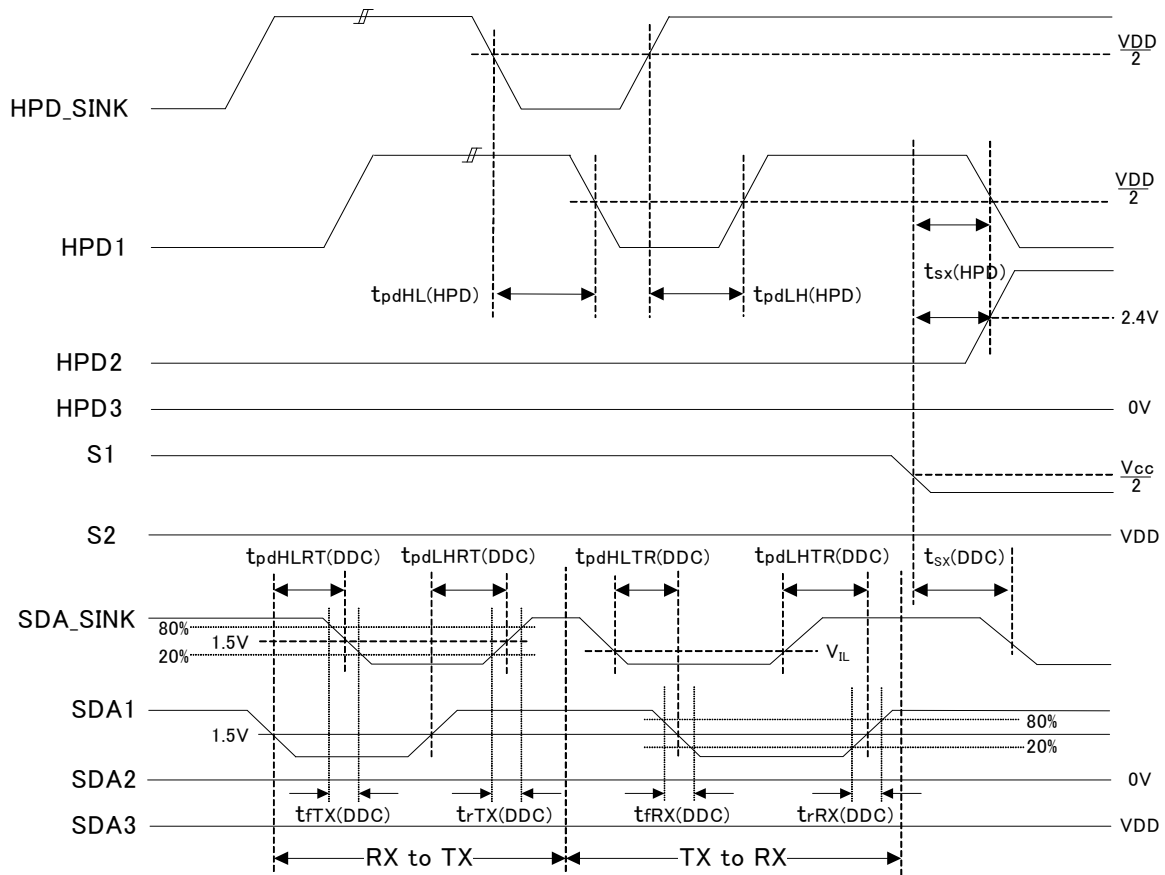 VDD
2
HPD_SINK
VDD
2
HPD1
tsx(HPD)
tpdHL(HPD)
tpdLH(HPD)
2.4V
HPD2
HPD3
0V
S1
Vcc
2
S2
VDD
tpdHLRT(DDC)
tpdLHRT(DDC)
tpdHLTR(DDC)
tpdLHTR(DDC)
tsx(DDC)
SDA_SINK
80%
1.5V
20%
VIL
SDA1
80%
1.5V
20%
SDA2
0V
tfTX(DDC)
trTX(DDC)
tfRX(DDC)
trRX(DDC)
SDA3
VDD
RX to TX
TX to RX